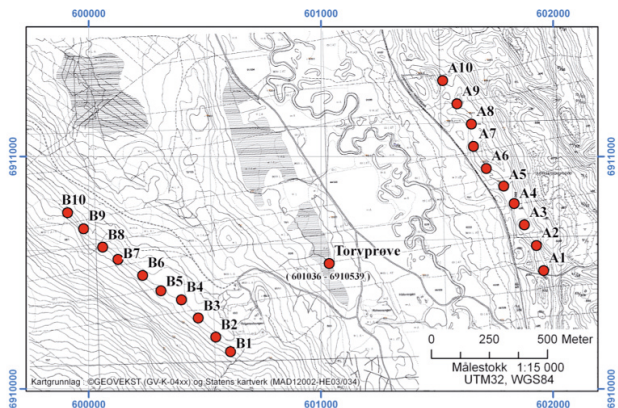 600000 601000 602000
A10
A9
A8
A7
6911000 6911000
A6
A5
A4
B10 A3
B9
B8 A2
B7 Torvprøve
B6 ( 601036 - 6910539 ) A1
B5
B4
B3
B2
B1
0 250 500 Meter
Målestokk 1:15 000
UTM32, WGS84
Kartgrunnlag : ©GEOVEKST (GV-K-04xx) og Statens kartverk (MAD12002-HE03/034)
6910000 6910000
600000 601000 602000